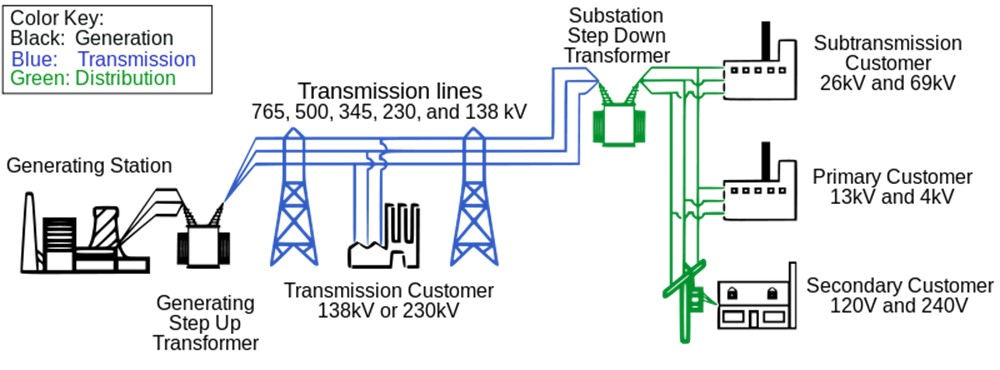 Color Key:
Black: Generation
Blue: Transmission
Green: Distribution
Substation
Step Down
Transformer
Subtransmission
Customer
26kV and 69kV
Transmission lines
765, 500, 345, 230, and 138 kV
Generating Station
Primary Customer
13kV and 4kV
Transmission Customer
138kV or 230kV
Generating
Step Up
Transformer
Secondary Customer
120V and 240V